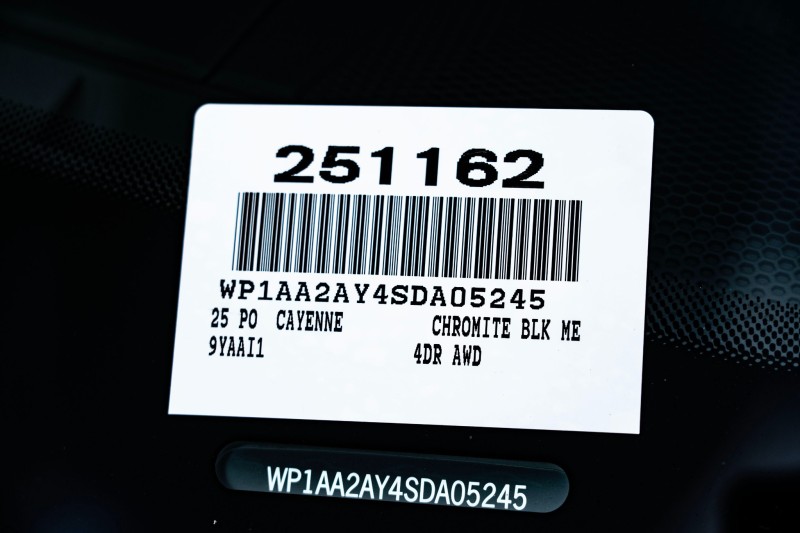 251162
WP1AA2AY4SDA05245
25 PO CAYENNE CHROMITE BLK ME
9YAAI1 4DR AWD
WP1AA2AY4SDA05245